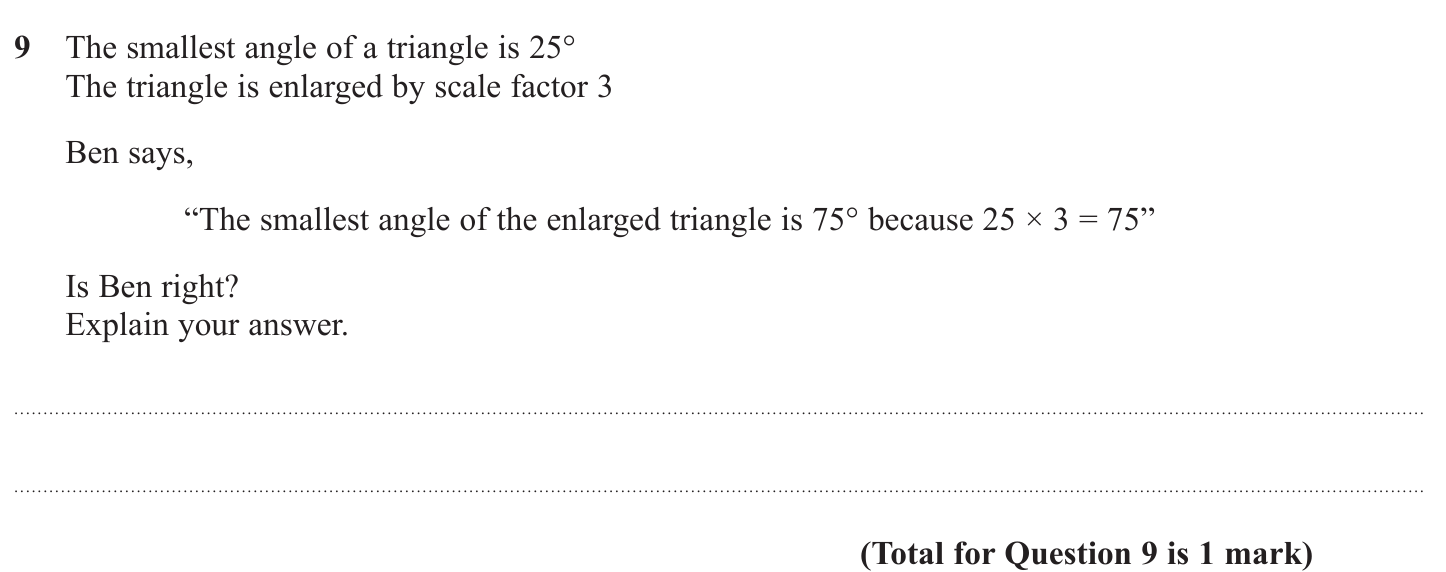 9 The smallest angle of a triangle is 25°
The triangle is enlarged by scale factor 3
Ben says,
“The smallest angle of the enlarged triangle is 75° because 25 × 3 = 75”
Is Ben right?
Explain your answer.
(Total for Question 9 is 1 mark)